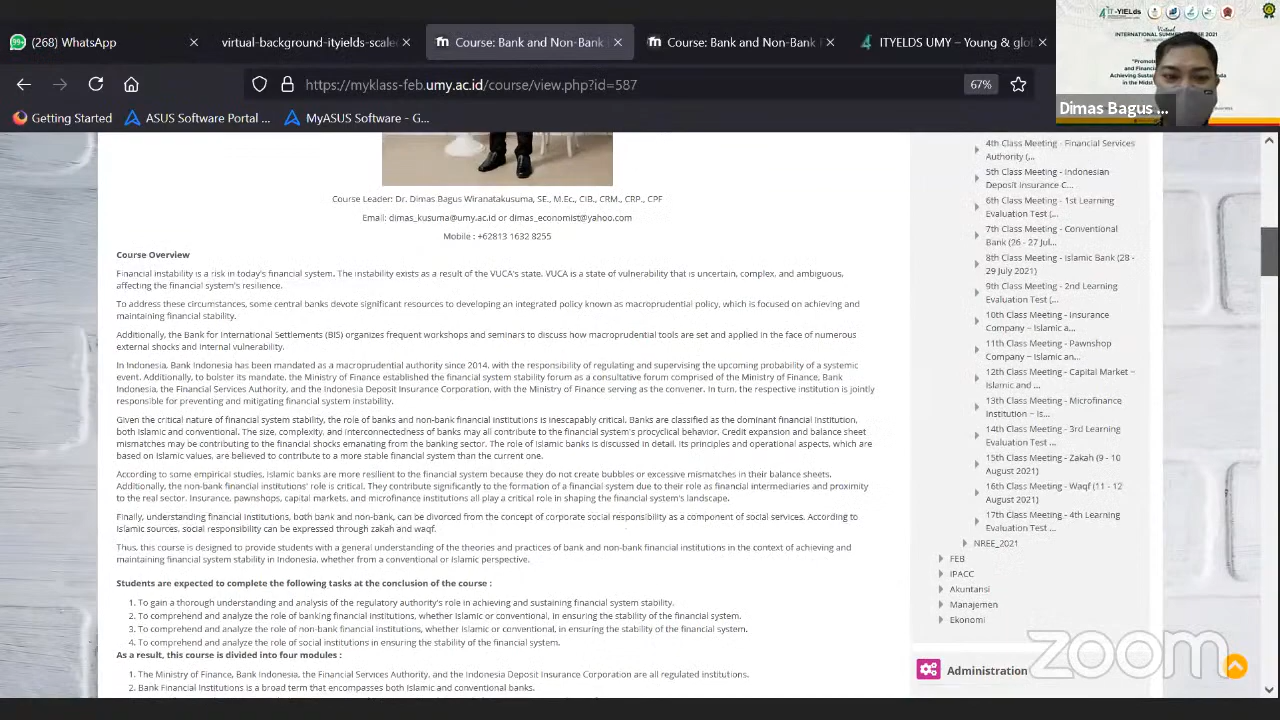 (268) WhatsApp
virtual-background-ityields-scaled
Bank and Non-Bank
Course: Bank and Non-Bank
IT-YIELDS UMY – Young & glob
https://myklass-feb.umy.ac.id/course/view.php?id=587
67%
Getting Started
ASUS Software Portal ...
MyASUS
4 IT-YIELds
Virtual
INTERNATIONAL SUMMER COURSE 2021
Dimas Bagus ...
Course Leader: Dr. Dimas Bagus Wiranatakusuma, SE., M.Ec., CIB., CRM., CRP., CPF
Email: dimas_kusuma@umy.ac.id or dimas_economist@yahoo.com
Mobile : +62813 1632 8255
Course Overview
Financial instability is a risk in today's financial system. The instability exists as a result of the VUCA's state. VUCA is a state of vulnerability that is uncertain, complex, and ambiguous,
affecting the financial system's resilience.
To address these circumstances, some central banks devote significant resources to developing an integrated policy known as macroprudential policy, which is focused on achieving and
maintaining financial stability.
Additionally, the Bank for International Settlements (BIS) organizes frequent workshops and seminars to discuss how macroprudential tools are set and applied in the face of numerous
external shocks and internal vulnerability.
In Indonesia, Bank Indonesia has been mandated as a macroprudential authority since 2014, with the responsibility of regulating and supervising the upcoming probability of a systemic
event. Additionally, to bolster its mandate, the Ministry of Finance established the financial system stability forum as a consultative forum comprised of the Ministry of Finance, Bank
Indonesia, the Financial Services Authority, and the Indonesia Deposit Insurance Corporation, with the Ministry of Finance serving as the convener. In turn, the respective institution is jointly
responsible for preventing and mitigating financial system instability.
Given the critical nature of financial system stability, the role of banks and non-bank financial institutions is inescapably critical. Banks are classified as the dominant financial institution,
both Islamic and conventional. The size, complexity, and interconnectedness of banks may all contribute to the financial system's procyclical behavior. Credit expansion and balance sheet
mismatches may be contributing to the financial shocks emanating from the banking sector. The role of Islamic banks is discussed in detail. Its principles and operational aspects, which are
based on Islamic values, are believed to contribute to a more stable financial system than the current one.
According to some empirical studies, Islamic banks are more resilient to the financial system because they do not create bubbles or excessive mismatches in their balance sheets.
Additionally, the non-bank financial institutions' role is critical. They contribute significantly to the formation of a financial system due to their role as financial intermediaries and proximity
to the real sector. Insurance, pawnshops, capital markets, and microfinance institutions all play a critical role in shaping the financial system's landscape.
Finally, understanding financial institutions, both bank and non-bank, can be divorced from the concept of corporate social responsibility as a component of social services. According to
Islamic sources, social responsibility can be expressed through zakah and waqf.
Thus, this course is designed to provide students with a general understanding of the theories and practices of bank and non-bank financial institutions in the context of achieving and
maintaining financial system stability in Indonesia, whether from a conventional or Islamic perspective.
Students are expected to complete the following tasks at the conclusion of the course :
1. To gain a thorough understanding and analysis of the regulatory authority's role in achieving and sustaining financial system stability.
2. To comprehend and analyze the role of banking financial institutions, whether Islamic or conventional, in ensuring the stability of the financial system.
3. To comprehend and analyze the role of non-bank financial institutions, whether Islamic or conventional, in ensuring the stability of the financial system.
4. To comprehend and analyze the role of social institutions in ensuring the stability of the financial system.
As a result, this course is divided into four modules :
1. The Ministry of Finance, Bank Indonesia, the Financial Services Authority, and the Indonesia Deposit Insurance Corporation are all regulated institutions.
2. Bank Financial Institutions is a broad term that encompasses both Islamic and conventional banks.
4th Class Meeting - Financial Services
Authority (...
5th Class Meeting - Indonesian
Deposit Insurance C...
6th Class Meeting - 1st Learning
Evaluation Test (...
7th Class Meeting - Conventional
Bank (26 - 27 Jul...
8th Class Meeting - Islamic Bank (28 -
29 July 2021)
9th Class Meeting - 2nd Learning
Evaluation Test (...
10th Class Meeting - Insurance
Company – Islamic a...
11th Class Meeting - Pawnshop
Company – Islamic an...
12th Class Meeting - Capital Market –
Islamic and ...
13th Class Meeting - Microfinance
Institution – Is...
14th Class Meeting - 3rd Learning
Evaluation Test ...
15th Class Meeting - Zakah (9 - 10
August 2021)
16th Class Meeting - Waqf (11 - 12
August 2021)
17th Class Meeting - 4th Learning
Evaluation Test ...
NREE_2021
FEB
IPACC
Akuntansi
Manajemen
Ekonomi
Administration
zoom